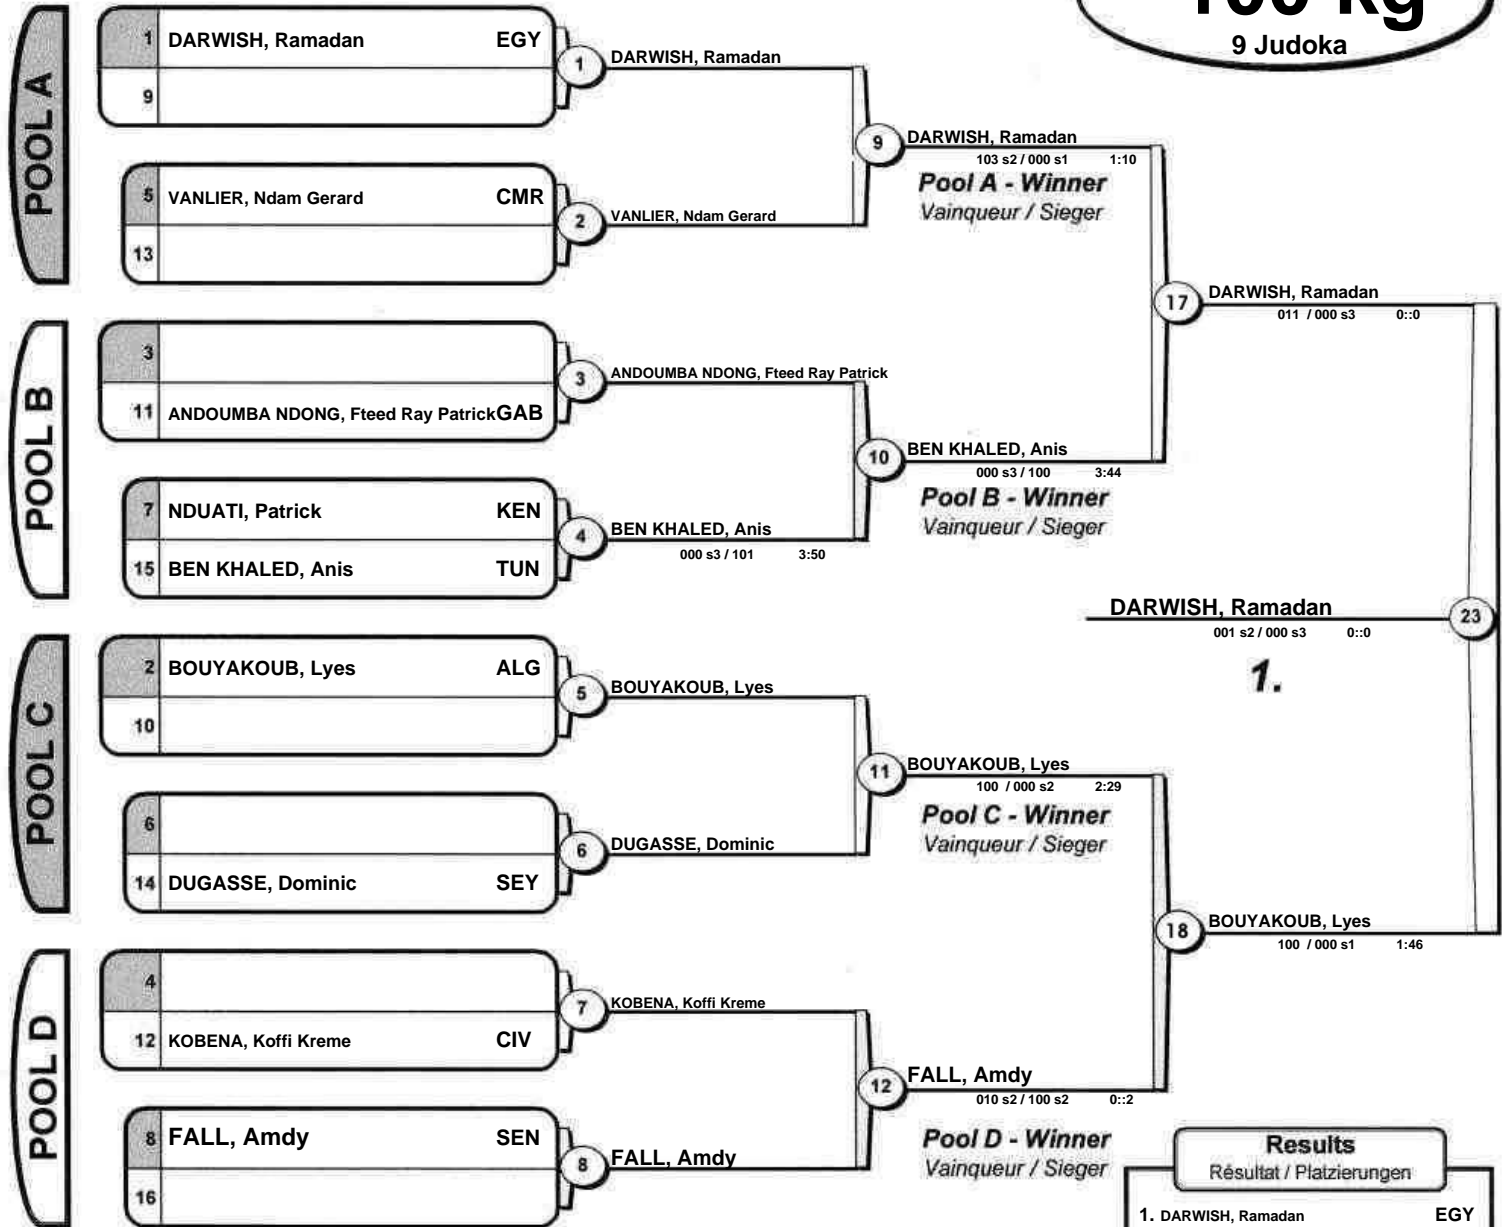 100 kg
9 Judoka
POOL A
1 DARWISH, Ramadan EGY
9
5 VANLIER, Ndam Gerard CMR
13
1 DARWISH, Ramadan
2 VANLIER, Ndam Gerard
9 DARWISH, Ramadan
103 s2 / 000 s1 1:10
Pool A - Winner
Vainqueur / Sieger
POOL B
3
11 ANDOUMBA NDONG, Fteed Ray Patrick GAB
7 NDUATI, Patrick KEN
15 BEN KHALED, Anis TUN
3 ANDOUMBA NDONG, Fteed Ray Patrick
4 BEN KHALED, Anis
000 s3 / 101 3:50
10 BEN KHALED, Anis
000 s3 / 100 3:44
Pool B - Winner
Vainqueur / Sieger
17 DARWISH, Ramadan
011 / 000 s3 0::0
DARWISH, Ramadan 23
001 s2 / 000 s3 0::0
1.
POOL C
2 BOUYAKOUB, Lyes ALG
10
6
14 DUGASSE, Dominic SEY
5 BOUYAKOUB, Lyes
6 DUGASSE, Dominic
11 BOUYAKOUB, Lyes
100 / 000 s2 2:29
Pool C - Winner
Vainqueur / Sieger
POOL D
4
12 KOBENA, Koffi Kreme CIV
8 FALL, Amdy SEN
16
7 KOBENA, Koffi Kreme
8 FALL, Amdy
12 FALL, Amdy
010 s2 / 100 s2 0::2
Pool D - Winner
Vainqueur / Sieger
18 BOUYAKOUB, Lyes
100 / 000 s1 1:46
Results
Résultat / Platzierungen
1. DARWISH, Ramadan EGY